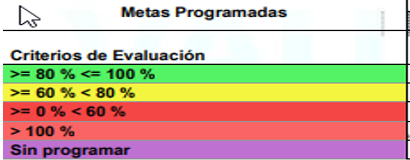 Metas Programadas
Criterios de Evaluación
>= 80 % <= 100 %
>= 60 % < 80 %
>= 0 % < 60 %
> 100 %
Sin programar